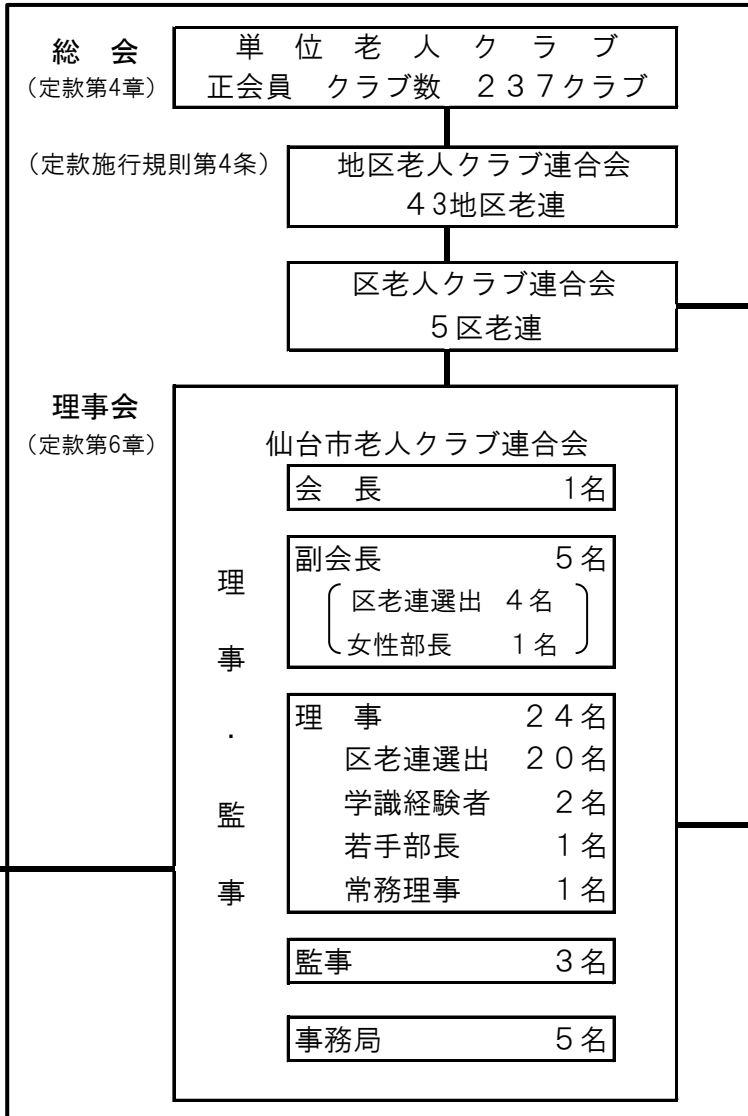 総　会
（定款第4章）
単　位　老　人　ク　ラ　ブ
正会員　クラブ数　２３７クラブ
（定款施行規則第4条）
地区老人クラブ連合会
４3地区老連
区老人クラブ連合会
５区老連
理事会
（定款第6章）
仙台市老人クラブ連合会
会　長　1名
副会長　５名
区老連選出　４名
女性部長　１名
理　事　２４名
区老連選出　２０名
学識経験者　２名
若手部長　１名
常務理事　１名
理事・監事
監事　３名
事務局　５名